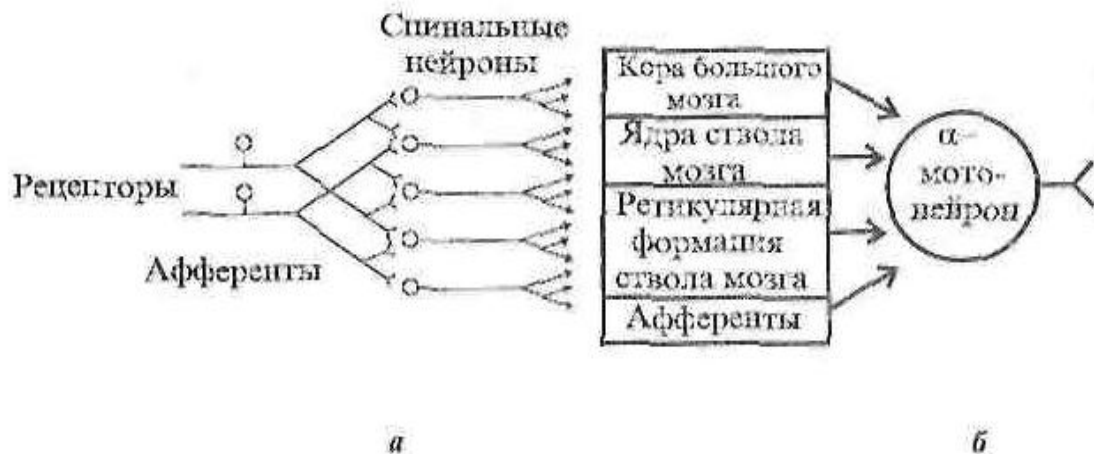 Спинальные
нейроны
Рецепторы
Афференты
Кора большого
мозга
Ядра ствола
мозга
Ретикулярная
формация
ствола мозга
Афференты
α–
мото-
нейрон
а
б